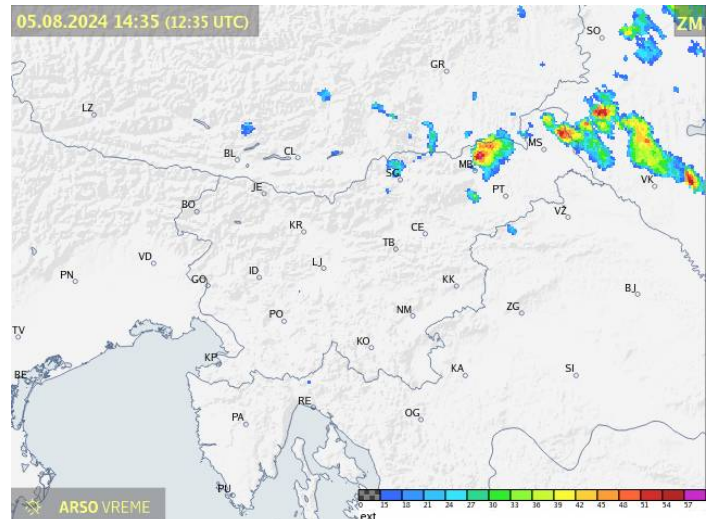 05.08.2024 14:35 (12:35 UTC)
ZM
SO
GR
LZ
MS
BL
CL
MB
SG
VK
JE
PT
BO
VŽ
KR
CE
TB
VD
LJ
PN
ID
GO
KK
BJ
PO
NM
ZG
TV
KO
KP
BE
KA
SI
RE
PA
OG
PU
ARSO VREME
0 15 18 21 24 27 30 33 36 39 42 45 48 51 54 57
ext